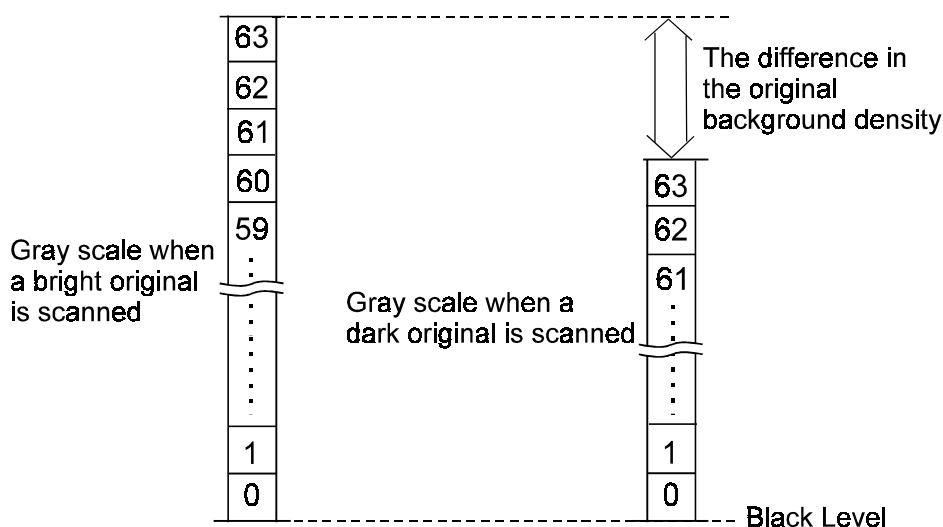 63
62
61
60
59
1
0
Gray scale when
a bright original
is scanned
Gray scale when a
dark original is scanned
63
62
61
1
0
The difference in
the original
background density
Black Level